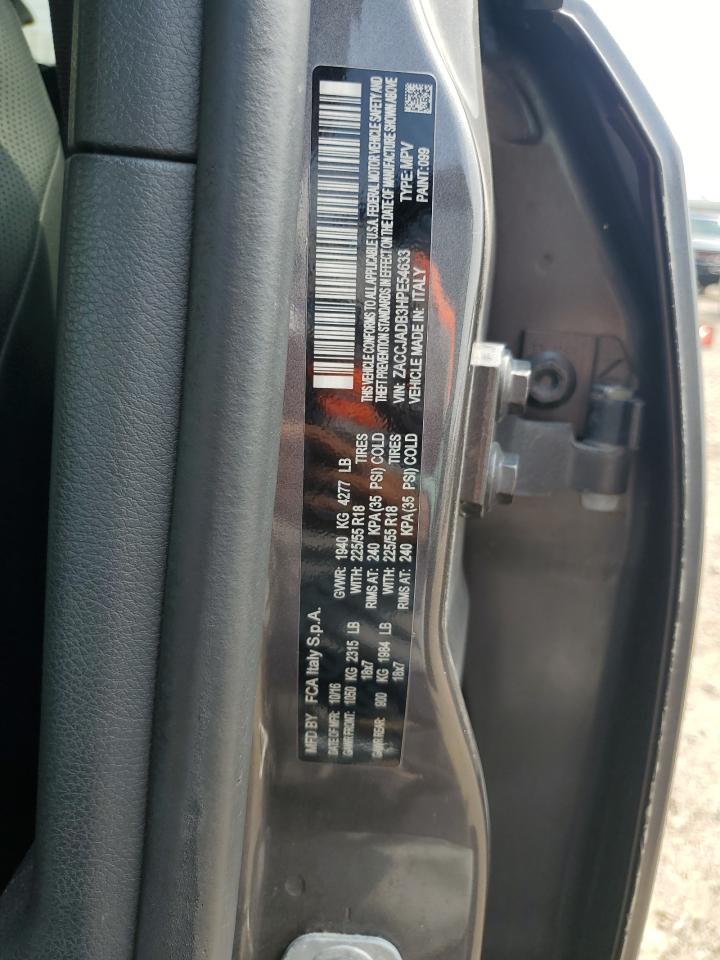 MFD BY FCA Italy S.p.A.
DATE OF MFR: 10/16 GVWR: 1940 KG 4277 LB
GAWR FRONT: 1050 KG 2315 LB WITH: 225/55 R18 TIRES
18x7 RIMS AT: 240 KPA(35 PSI) COLD
GAWR REAR: 900 KG 1984 LB WITH: 225/55 R18 TIRES
18x7 RIMS AT: 240 KPA(35 PSI) COLD
THIS VEHICLE CONFORMS TO ALL APPLICABLE U.S.A. FEDERAL MOTOR VEHICLE SAFETY AND
THEFT PREVENTION STANDARDS IN EFFECT ON THE DATE OF MANUFACTURE SHOWN ABOVE
VIN: ZACCJADB3HPE54633 TYPE: MPV
VEHICLE MADE IN: ITALY PAINT: 099